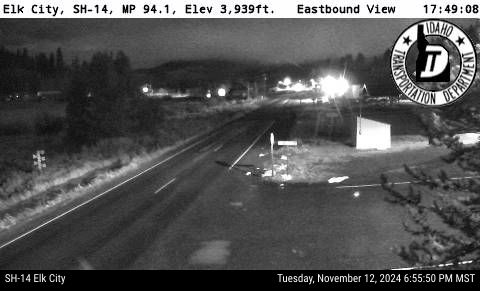 Elk City, SH-14, MP 94.1, Elev 3,939ft. Eastbound View 17:49:08
IDAHO
TRANSPORTATION DEPARTMENT
SH-14 Elk City Tuesday, November 12, 2024 6:55:50 PM MST